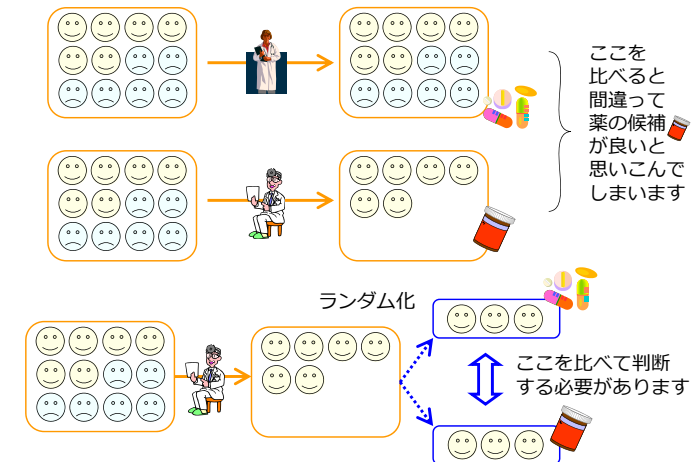 ここを
比べると
間違って
薬の候補
が良いと
思いこんで
しまいます
ランダム化
ここを比べて判断
する必要があります